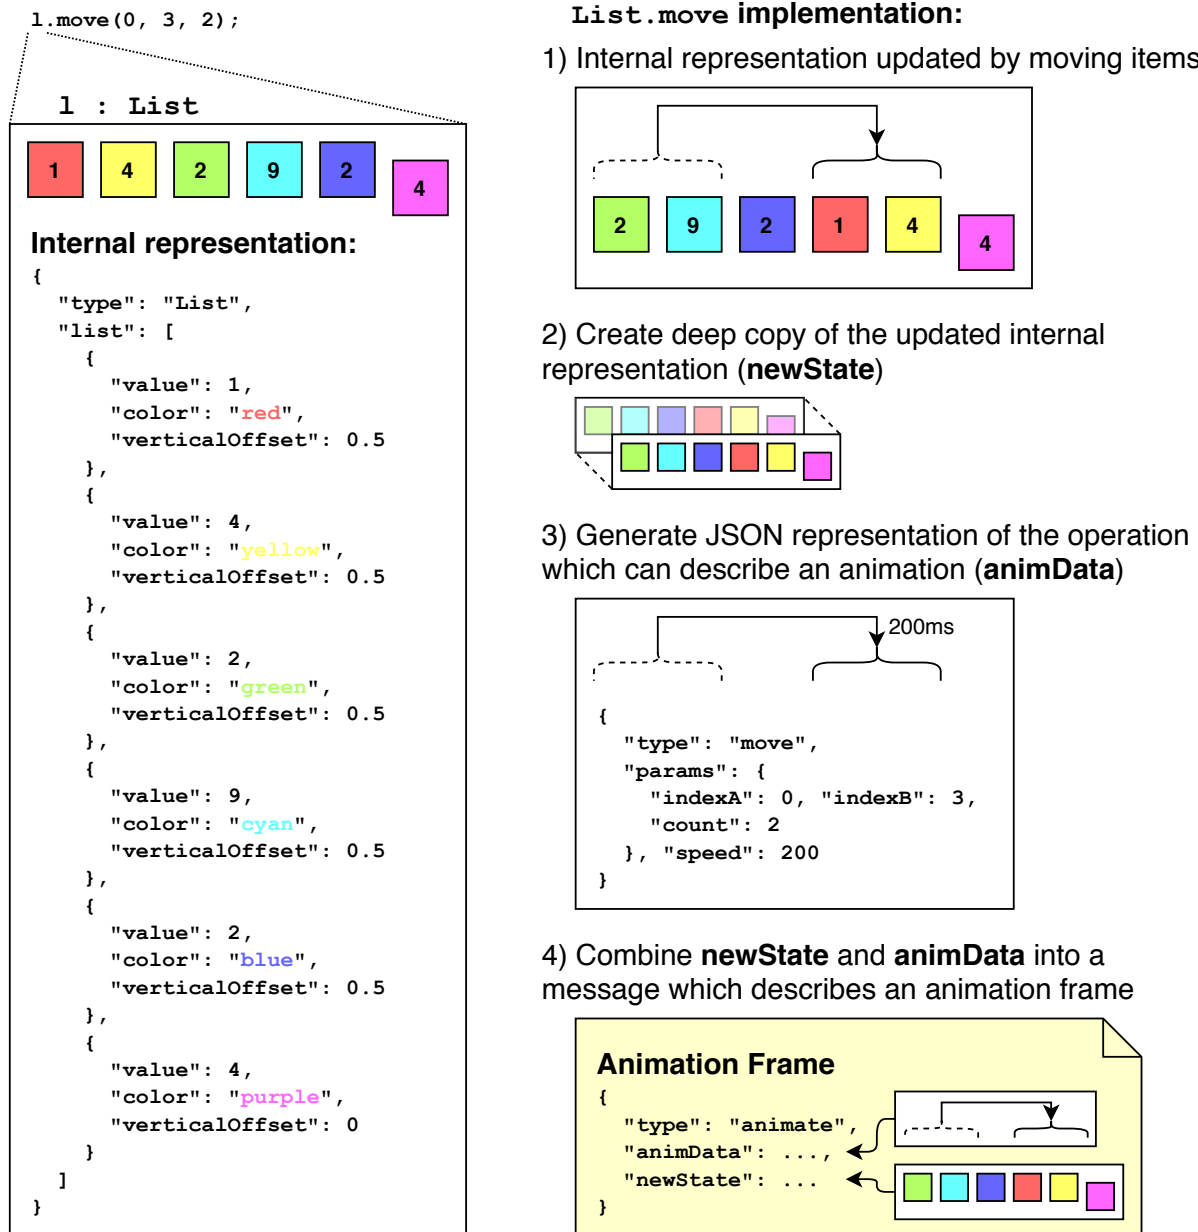 l.move(0, 3, 2);
l : List
1 4 2 9 2 4
Internal representation:
{
"type": "List",
"list": [
{
"value": 1,
"color": "red",
"verticalOffset": 0.5
},
{
"value": 4,
"color": "yellow",
"verticalOffset": 0.5
},
{
"value": 2,
"color": "green",
"verticalOffset": 0.5
},
{
"value": 9,
"color": "cyan",
"verticalOffset": 0.5
},
{
"value": 2,
"color": "blue",
"verticalOffset": 0.5
},
{
"value": 4,
"color": "purple",
"verticalOffset": 0
}
]
}
List.move implementation:
1) Internal representation updated by moving items
2 9 2 1 4 4
2) Create deep copy of the updated internal
representation (newState)
3) Generate JSON representation of the operation
which can describe an animation (animData)
200ms
{
"type": "move",
"params": {
"indexA": 0, "indexB": 3,
"count": 2
}, "speed": 200
}
4) Combine newState and animData into a
message which describes an animation frame
Animation Frame
{
"type": "animate",
"animData": ...,
"newState": ...
}